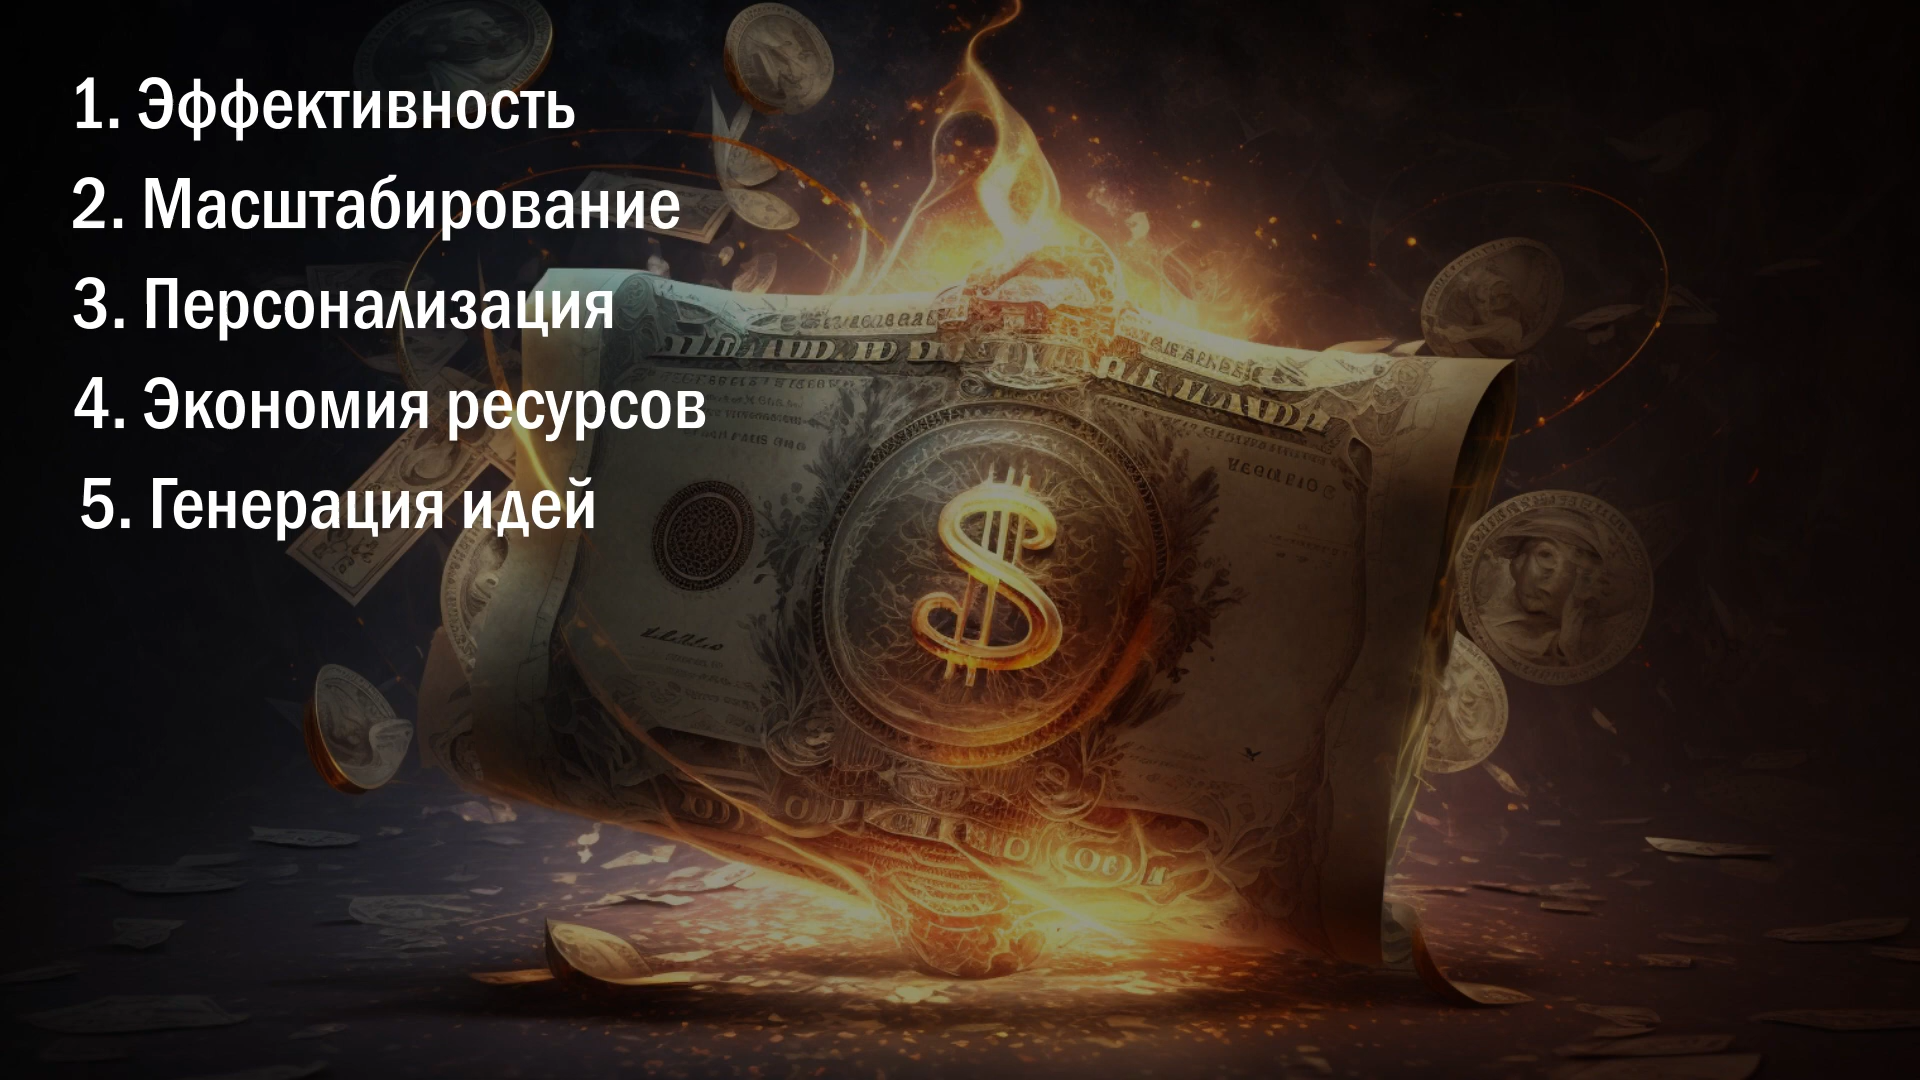 1. Эффективность
2. Масштабирование
3. Персонализация
4. Экономия ресурсов
5. Генерация идей